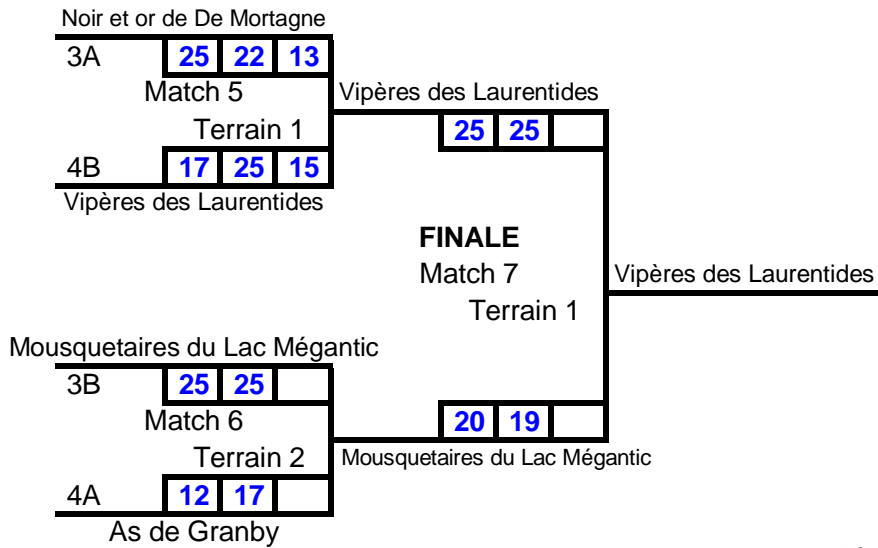 Noir et or de De Mortagne
3A 25 22 13
Match 5
Terrain 1
4B 17 25 15
Vipères des Laurentides
Vipères des Laurentides
25 25
FINALE
Match 7
Terrain 1
Vipères des Laurentides
Mousquetaires du Lac Mégantic
3B 25 25
Match 6
Terrain 2
4A 12 17
As de Granby
20 19
Mousquetaires du Lac Mégantic